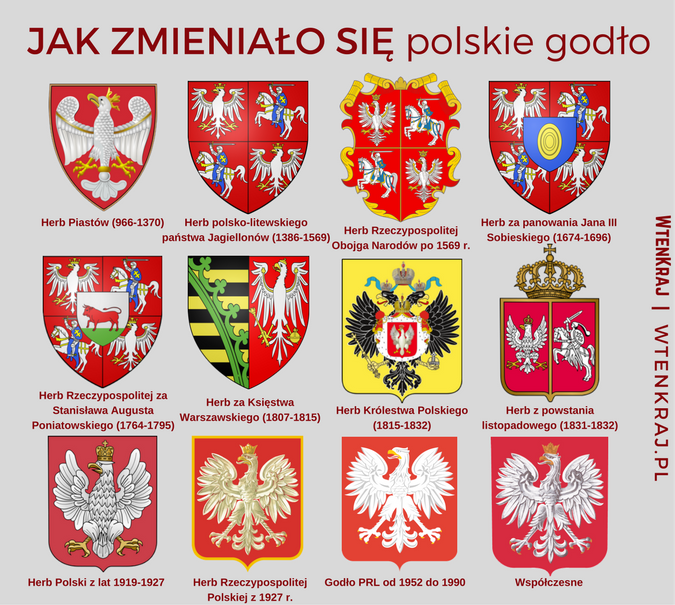 JAK ZMIENIAŁO SIĘ polskie godło
Herb Piastów (966-1370)
Herb polsko-litewskiego
państwa Jagiellonów (1386-1569)
Herb Rzeczypospolitej
Obojga Narodów po 1569 r.
Herb za panowania Jana III
Sobieskiego (1674-1696)
Herb Rzeczypospolitej za
Stanisława Augusta
Poniatowskiego (1764-1795)
Herb za Księstwa
Warszawskiego (1807-1815)
Herb Królestwa Polskiego
(1815-1832)
Herb z powstania
listopadowego (1831-1832)
Herb Polski z lat 1919-1927
Herb Rzeczypospolitej
Polskiej z 1927 r.
Godło PRL od 1952 do 1990
Współczesne
WTENKRAJ | WTENKRAJ.PL